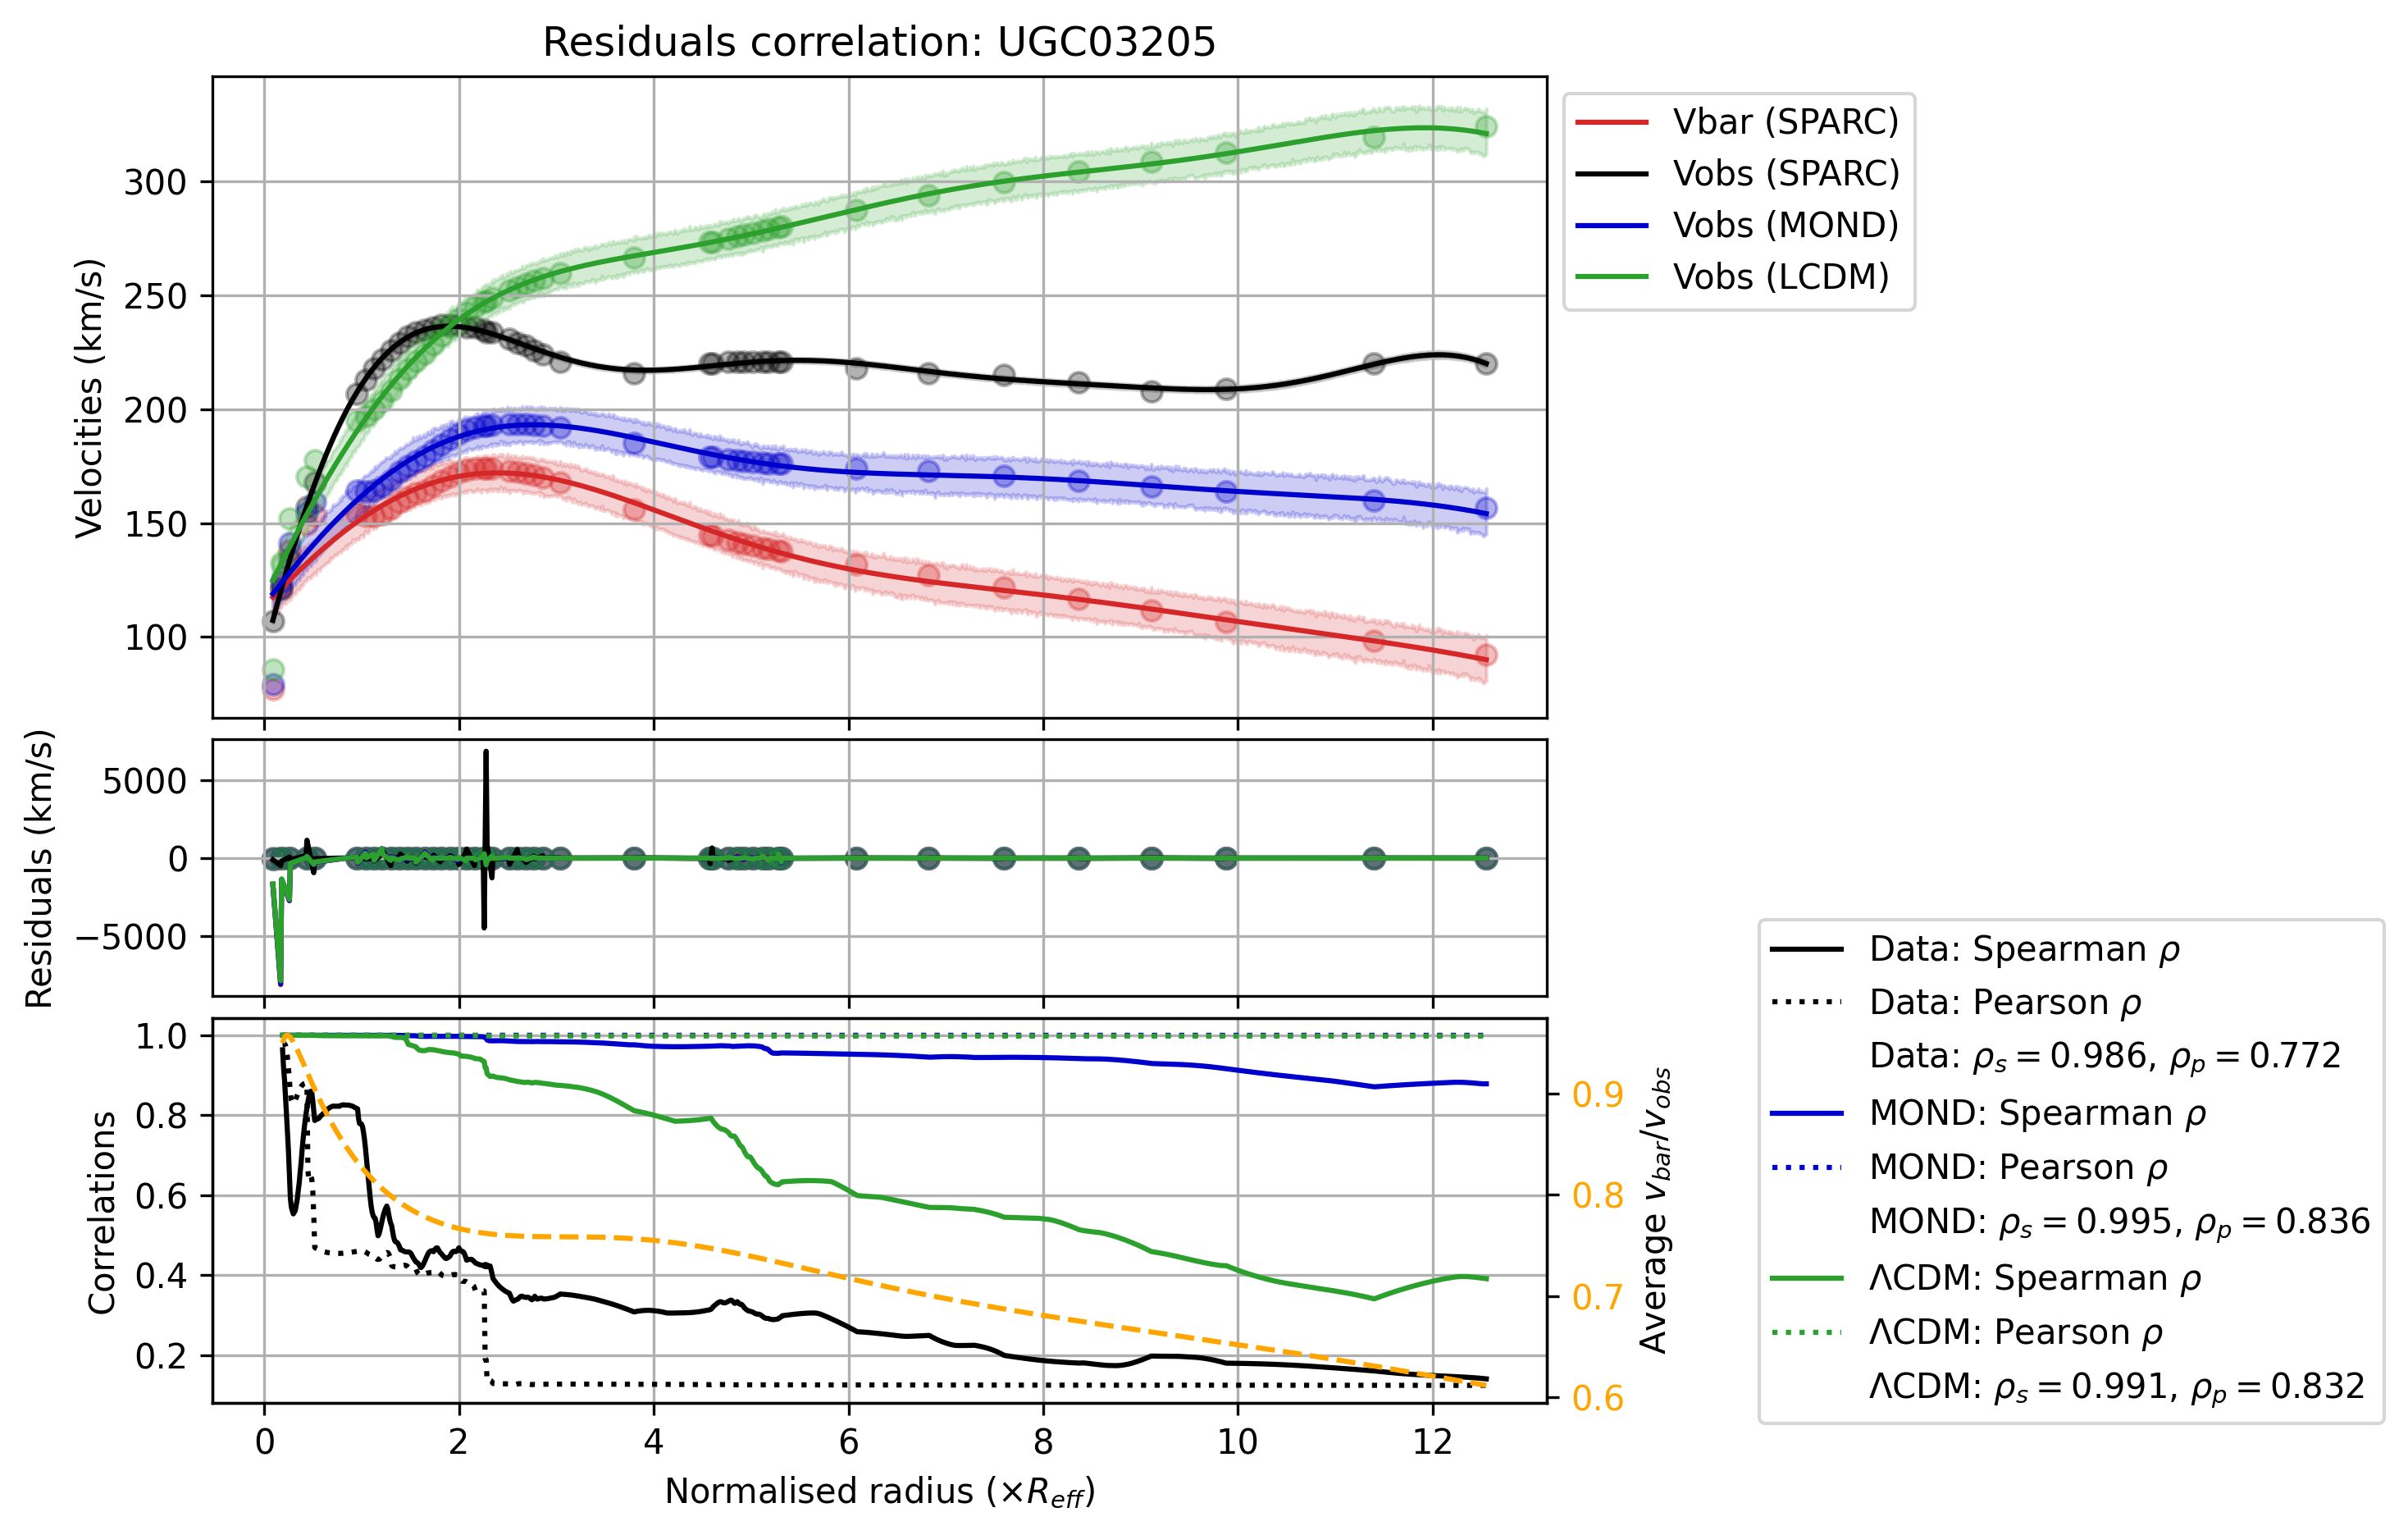 Residuals correlation: UGC03205
Velocities (km/s)
300
250
200
150
100
Vbar (SPARC)
Vobs (SPARC)
Vobs (MOND)
Vobs (LCDM)
Residuals (km/s)
5000
0
−5000
Correlations
1.0
0.8
0.6
0.4
0.2
0.9
0.8
0.7
0.6
Average v_bar/v_obs
0 2 4 6 8 10 12
Normalised radius (×R_eff)
Data: Spearman ρ
Data: Pearson ρ
Data: ρ_s = 0.986, ρ_p = 0.772
MOND: Spearman ρ
MOND: Pearson ρ
MOND: ρ_s = 0.995, ρ_p = 0.836
ΛCDM: Spearman ρ
ΛCDM: Pearson ρ
ΛCDM: ρ_s = 0.991, ρ_p = 0.832